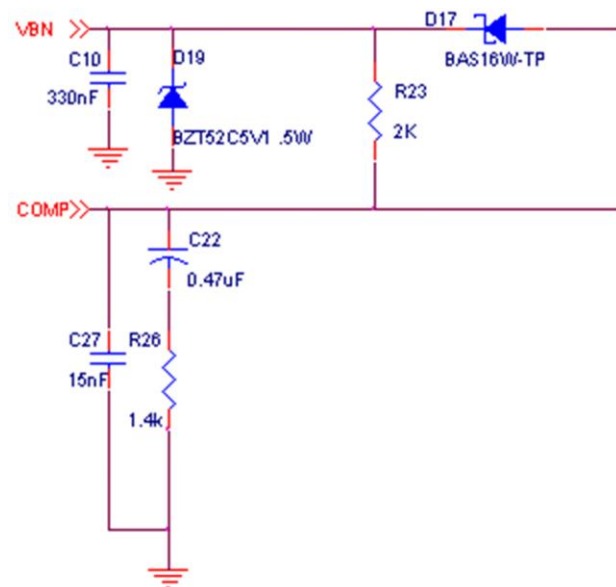 VBN
D17
BAS16W-TP
C10
330nF
D19
BZT52C5V1 .5W
R23
2K
COMP
C22
0.47uF
C27
15nF
R26
1.4k